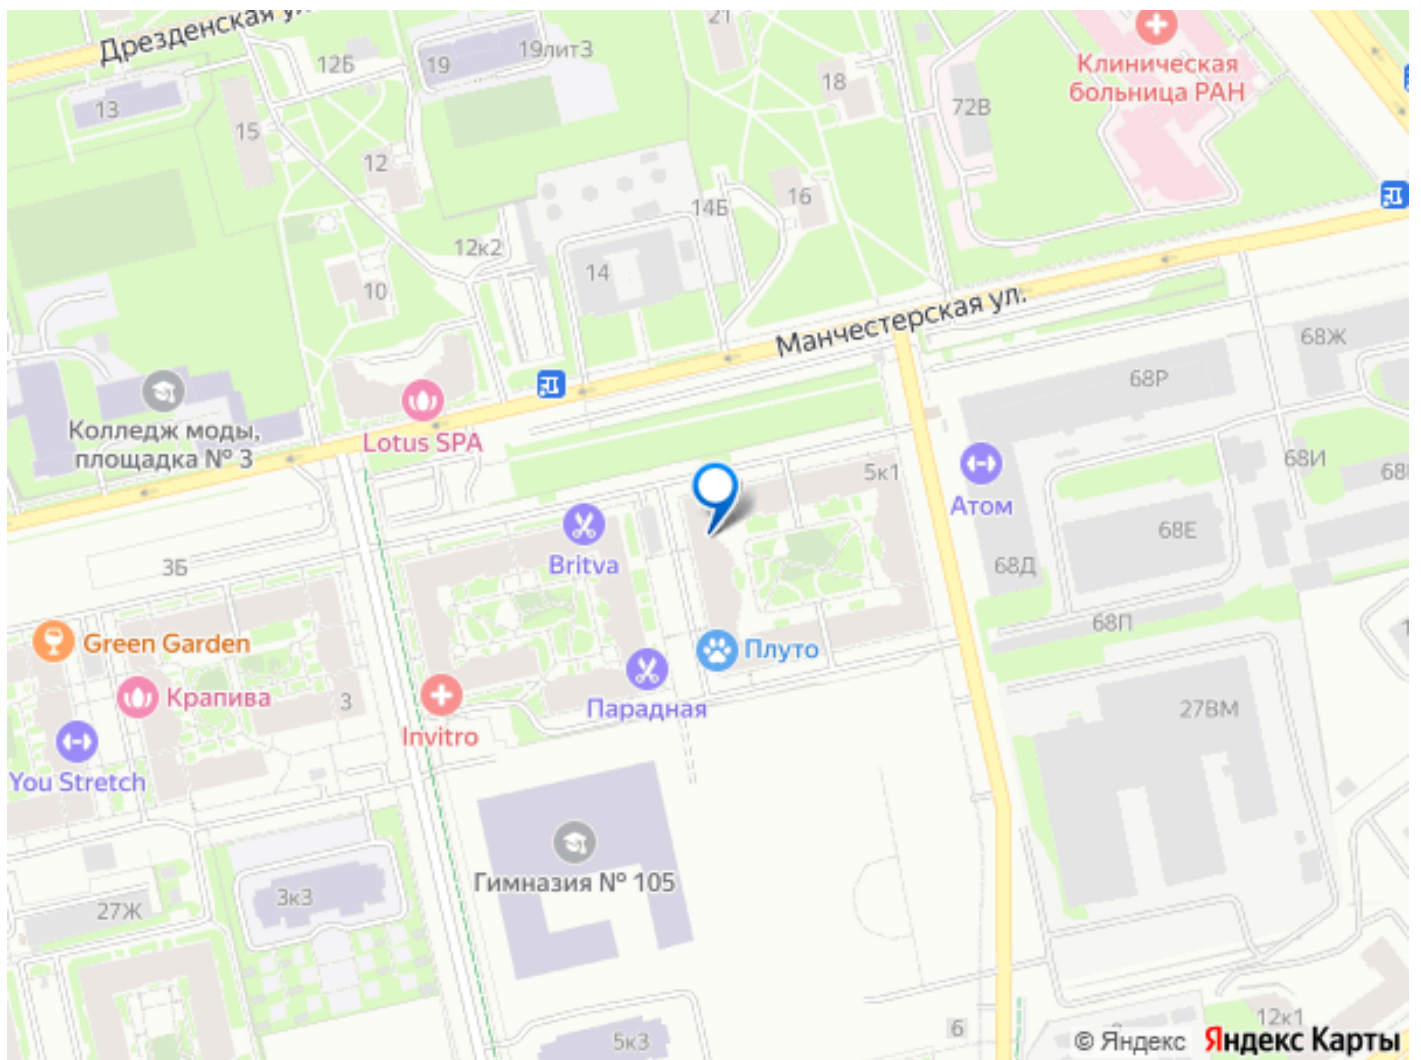 Дрезденская ул.
21
12Б
19
19литЗ
13
15
18
Клиническая
больница РАН
72В
12
16
14Б
12к2
14
10
Манчестерская ул.
68Ж
68Р
Колледж моды,
площадка № 3
Lotus SPA
5к1
68И
Атом
68Е
68Д
Britva
3Б
68П
Green Garden
Плуто
Крапива
3
Парадная
27ВМ
Invitro
You Stretch
Гимназия № 105
3к3
27Ж
5к3
6
12к1
© Яндекс Яндекс Карты